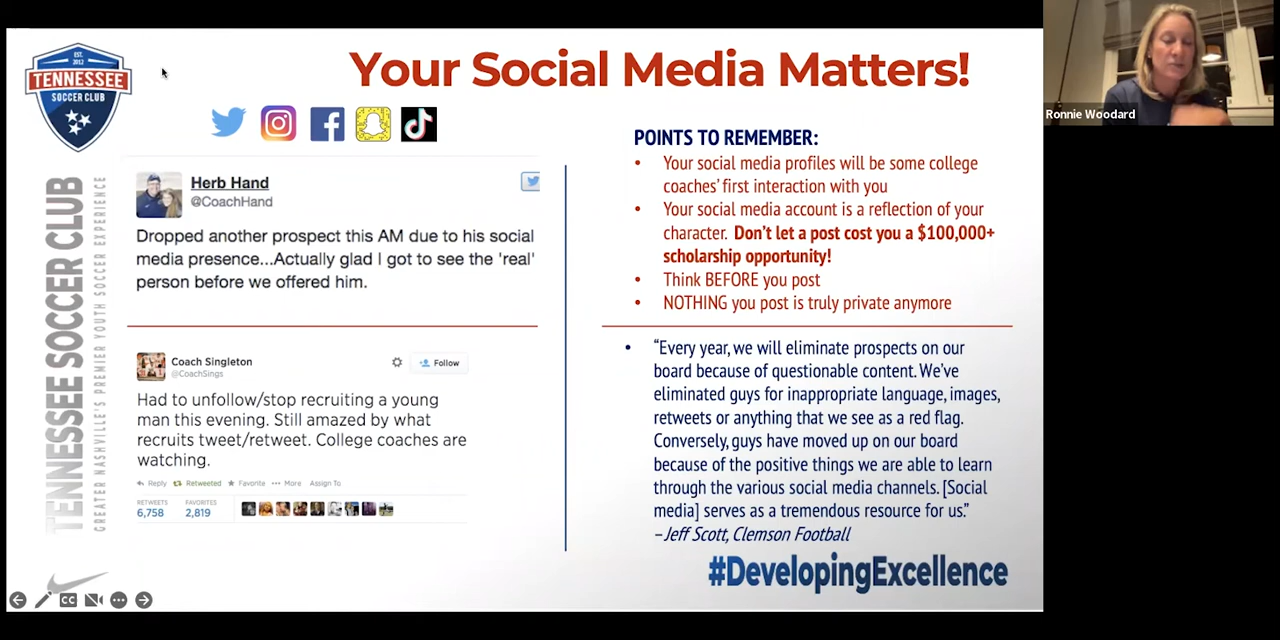 EST.
2012
TENNESSEE
SOCCER CLUB
Your Social Media Matters!
TENNESSEE SOCCER CLUB
GREATER NASHVILLE'S PREMIER YOUTH SOCCER EXPERIENCE
Herb Hand
@CoachHand
Dropped another prospect this AM due to his social
media presence...Actually glad I got to see the 'real'
person before we offered him.
Coach Singleton
@CoachSings
Follow
Had to unfollow/stop recruiting a young
man this evening. Still amazed by what
recruits tweet/retweet. College coaches are
watching.
Reply Retweeted Favorite More Assign To
RETWEETS FAVORITES
6,758 2,819
POINTS TO REMEMBER:
• Your social media profiles will be some college
coaches' first interaction with you
• Your social media account is a reflection of your
character. Don't let a post cost you a $100,000+
scholarship opportunity!
• Think BEFORE you post
• NOTHING you post is truly private anymore
• “Every year, we will eliminate prospects on our
board because of questionable content. We've
eliminated guys for inappropriate language, images,
retweets or anything that we see as a red flag.
Conversely, guys have moved up on our board
because of the positive things we are able to learn
through the various social media channels. [Social
media] serves as a tremendous resource for us.”
–Jeff Scott, Clemson Football
#DevelopingExcellence
CC
Ronnie Woodard